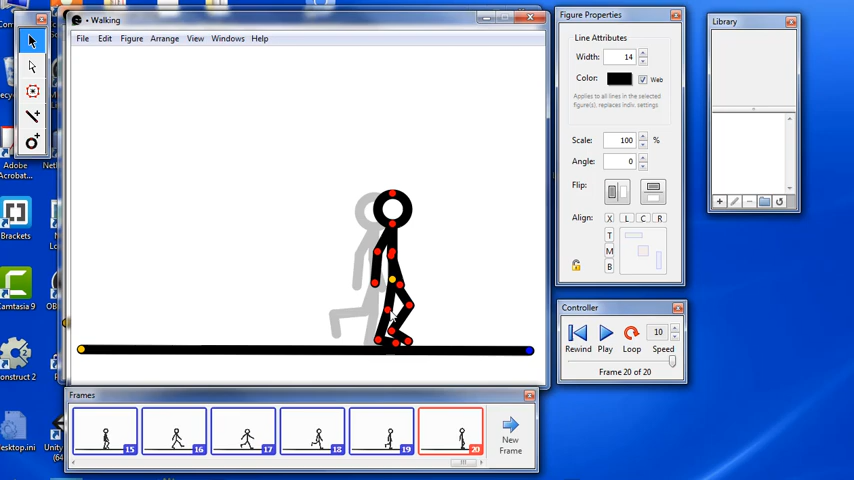 Walking
File Edit Figure Arrange View Windows Help
Figure Properties
Line Attributes
Width: 14
Color: Web
Applies to all lines in the selected
figure(s), replaces indiv. settings
Scale: 100 %
Angle: 0
Flip:
Align: X L C R
T
M
B
Library
Controller
10
Rewind Play Loop Speed
Frame 20 of 20
Frames
15 16 17 18 19 20
New
Frame
Adobe
Acrobat...
Brackets
Camtasia 9
Construct 2
desktop.ini